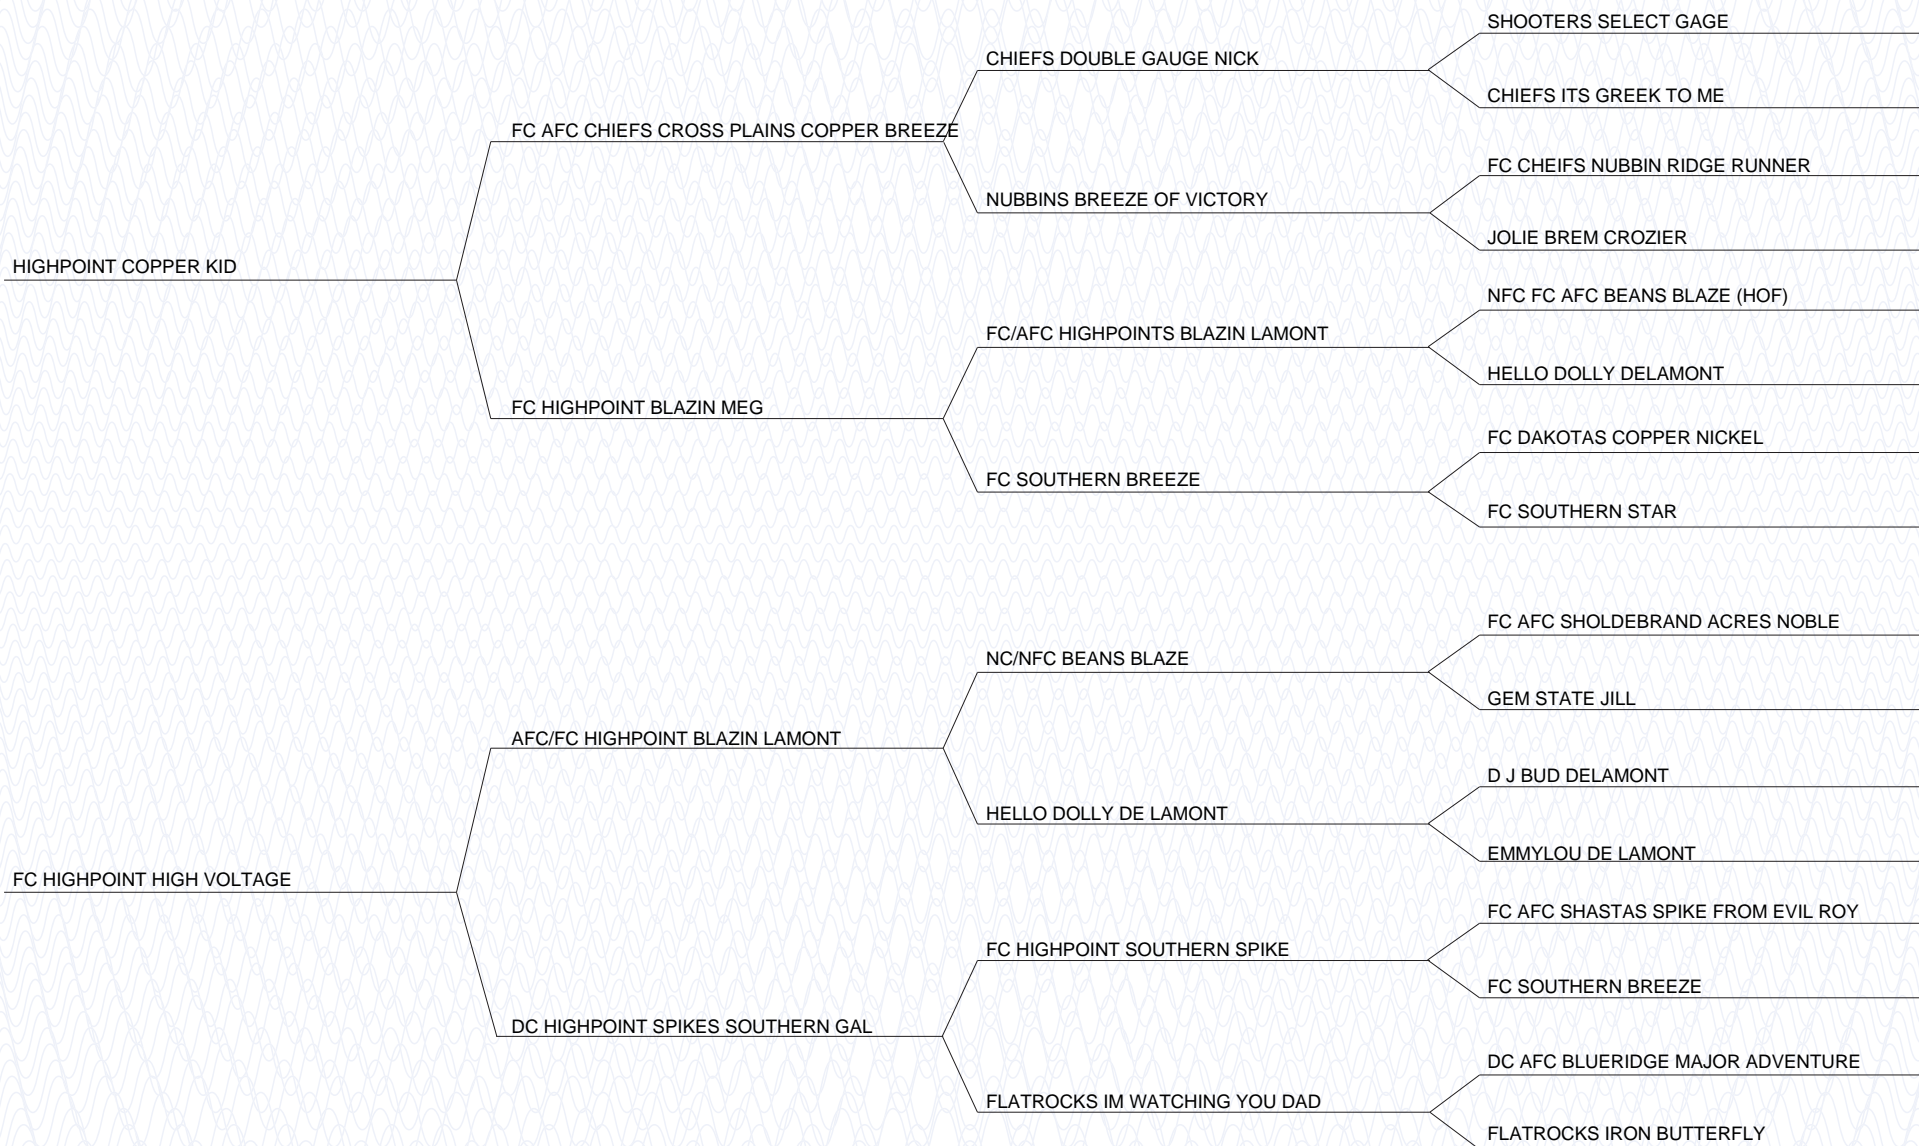 SHOOTERS SELECT GAGE
CHIEFS DOUBLE GAUGE NICK
CHIEFS ITS GREEK TO ME
FC AFC CHIEFS CROSS PLAINS COPPER BREEZE
FC CHEIFS NUBBIN RIDGE RUNNER
NUBBINS BREEZE OF VICTORY
JOLIE BREM CROZIER
HIGHPOINT COPPER KID
NFC FC AFC BEANS BLAZE (HOF)
FC/AFC HIGHPOINTS BLAZIN LAMONT
HELLO DOLLY DELAMONT
FC HIGHPOINT BLAZIN MEG
FC DAKOTAS COPPER NICKEL
FC SOUTHERN BREEZE
FC SOUTHERN STAR
FC AFC SHOLDEBRAND ACRES NOBLE
NC/NFC BEANS BLAZE
GEM STATE JILL
AFC/FC HIGHPOINT BLAZIN LAMONT
D J BUD DELAMONT
HELLO DOLLY DE LAMONT
EMMYLOU DE LAMONT
FC HIGHPOINT HIGH VOLTAGE
FC AFC SHASTAS SPIKE FROM EVIL ROY
FC HIGHPOINT SOUTHERN SPIKE
FC SOUTHERN BREEZE
DC HIGHPOINT SPIKES SOUTHERN GAL
DC AFC BLUERIDGE MAJOR ADVENTURE
FLATROCKS IM WATCHING YOU DAD
FLATROCKS IRON BUTTERFLY